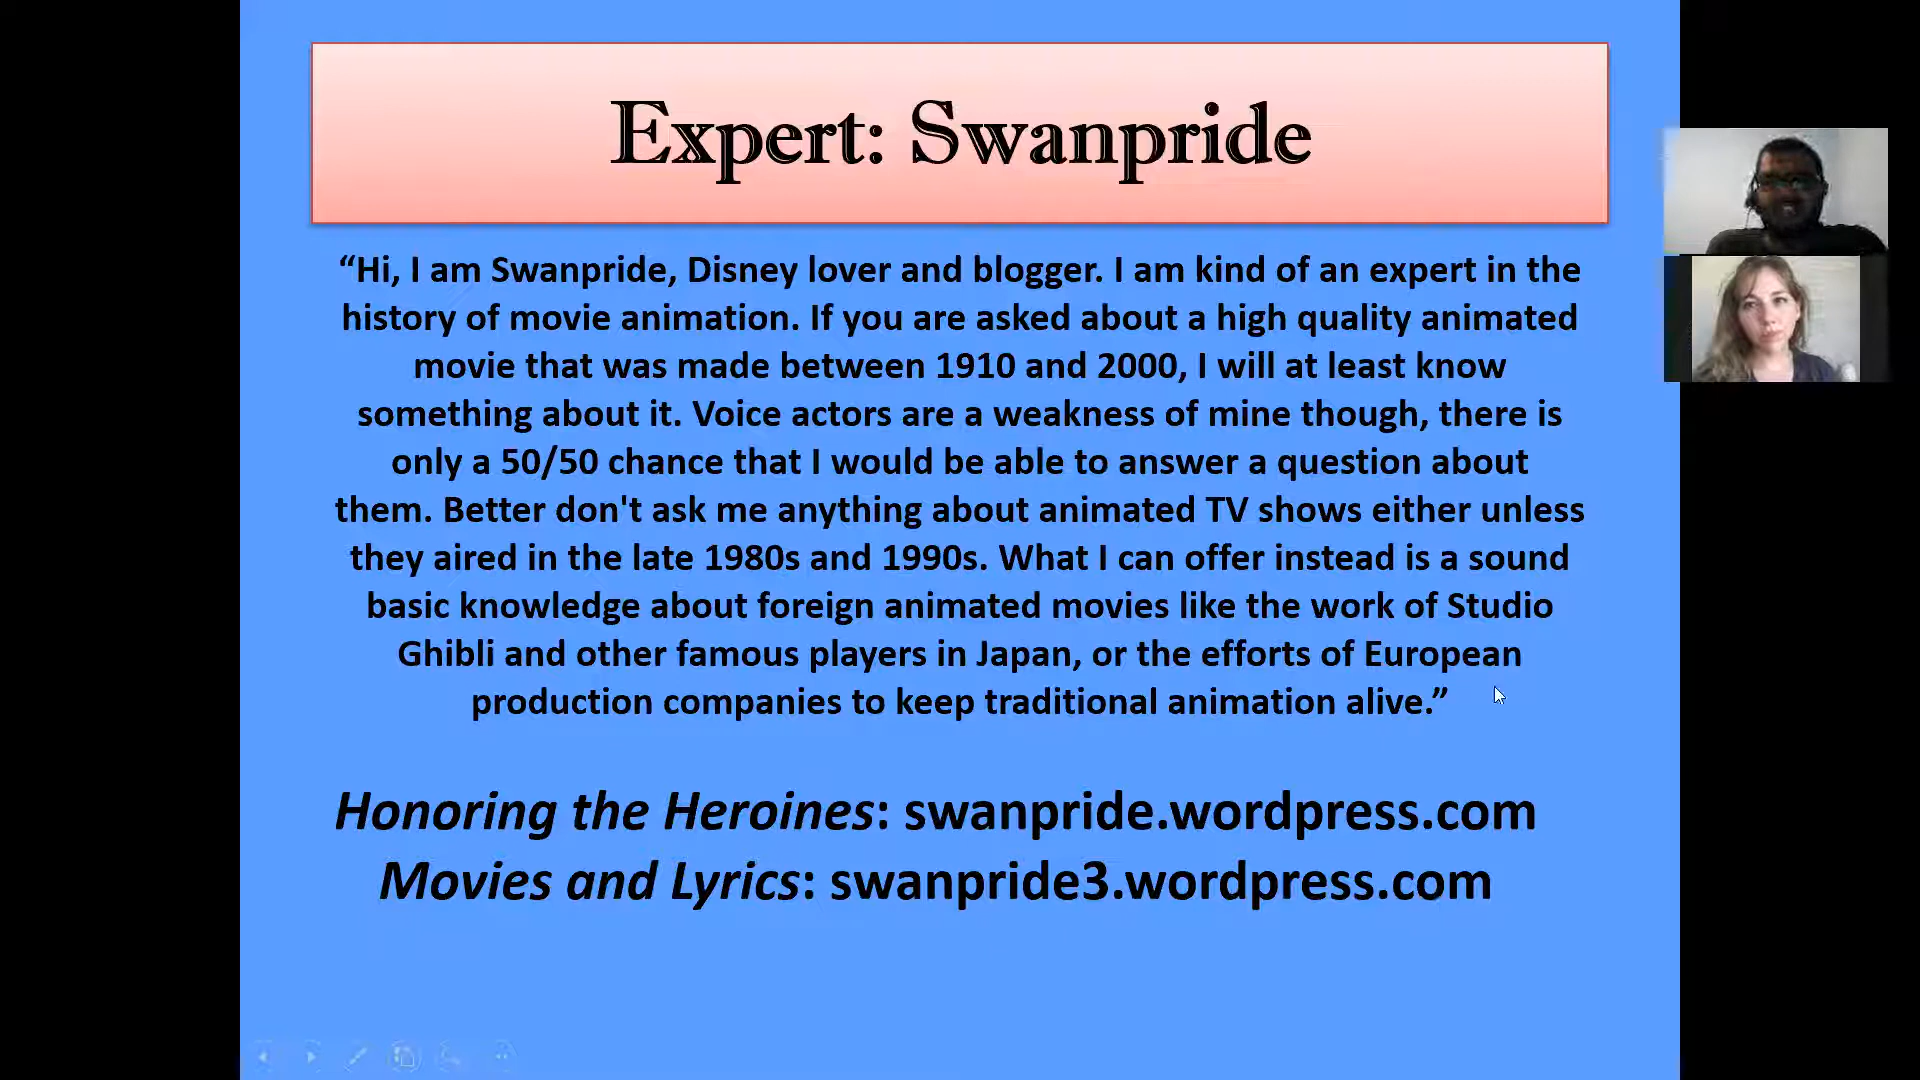 Expert: Swanpride
“Hi, I am Swanpride, Disney lover and blogger. I am kind of an expert in the
history of movie animation. If you are asked about a high quality animated
movie that was made between 1910 and 2000, I will at least know
something about it. Voice actors are a weakness of mine though, there is
only a 50/50 chance that I would be able to answer a question about
them. Better don't ask me anything about animated TV shows either unless
they aired in the late 1980s and 1990s. What I can offer instead is a sound
basic knowledge about foreign animated movies like the work of Studio
Ghibli and other famous players in Japan, or the efforts of European
production companies to keep traditional animation alive.”
Honoring the Heroines: swanpride.wordpress.com
Movies and Lyrics: swanpride3.wordpress.com